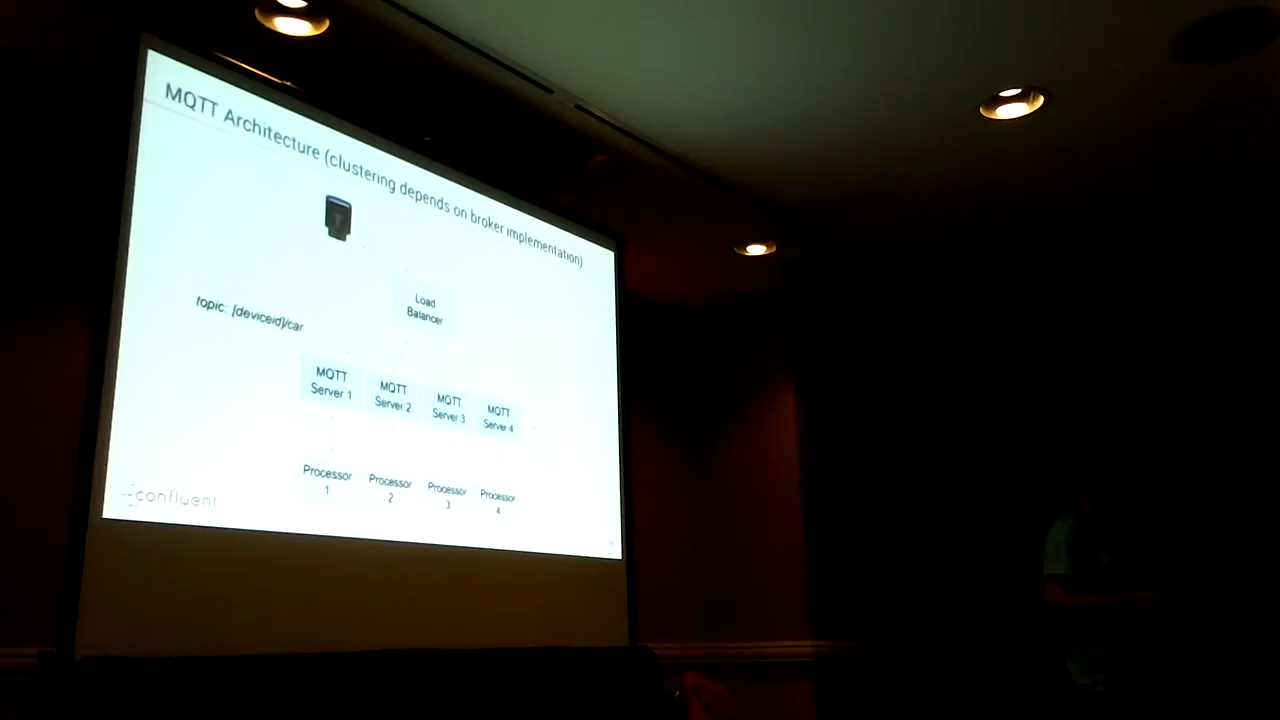 MQTT Architecture (clustering depends on broker implementation)
Load
Balancer
topic: [deviceid]/car
MQTT
Server 1
MQTT
Server 2
MQTT
Server 3
MQTT
Server 4
Processor
1
Processor
2
Processor
3
Processor
4
confluent